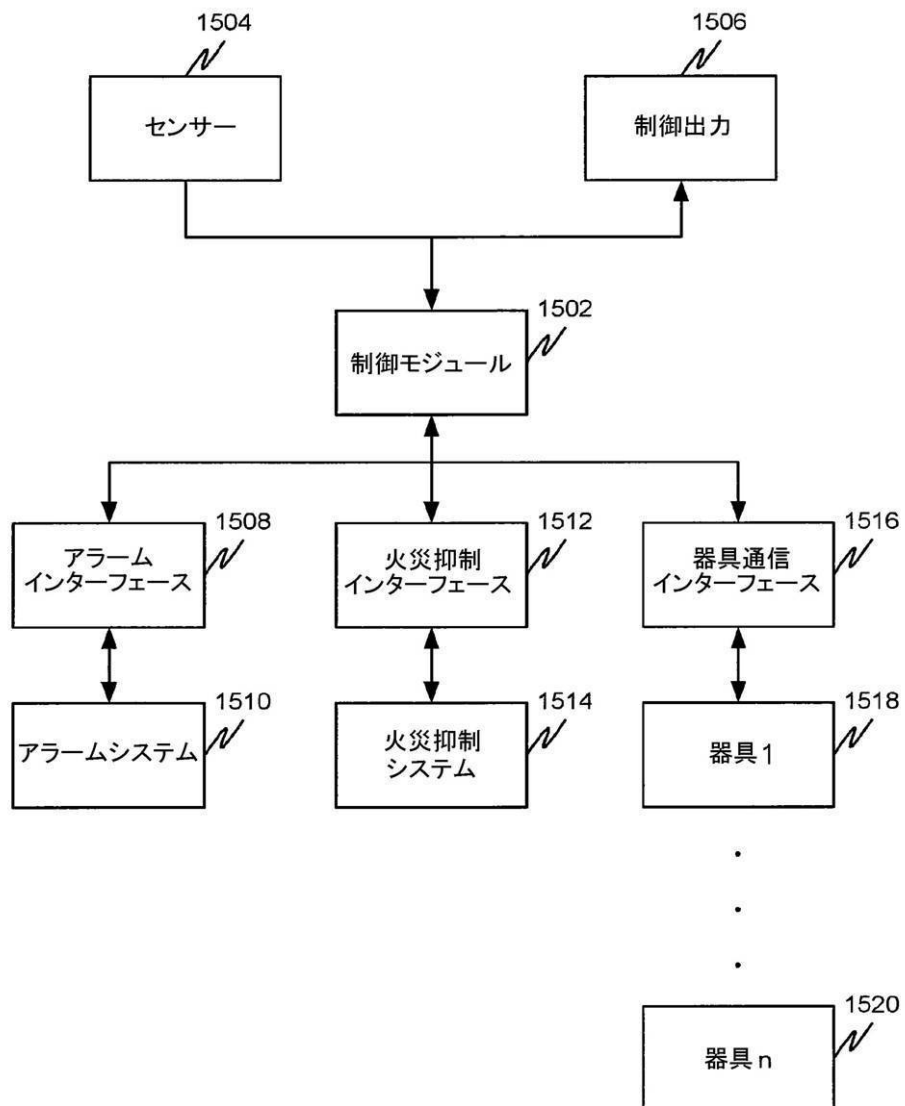 1504
1506
センサー
制御出力
1502
制御モジュール
1508
1512
1516
アラーム
インターフェース
火災抑制
インターフェース
器具通信
インターフェース
1510
1514
1518
アラームシステム
火災抑制
システム
器具1
1520
器具n